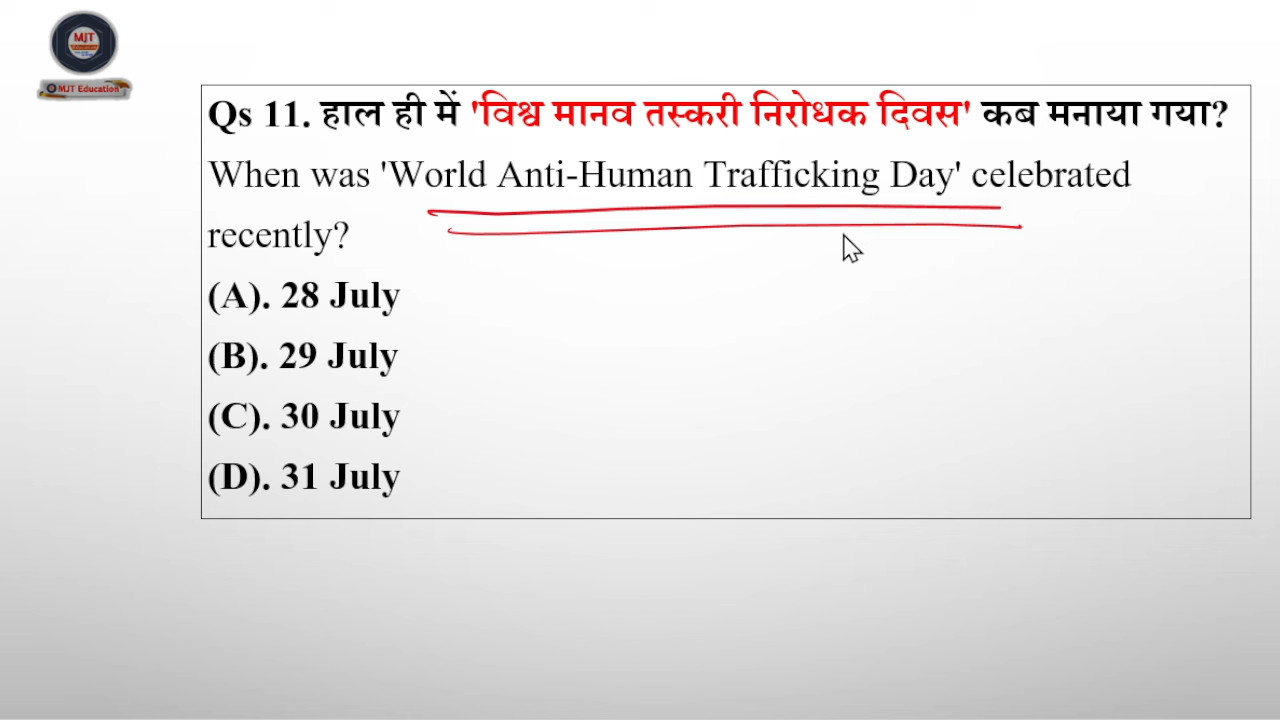 MJT
MJT Education
Qs 11. हाल ही में 'विश्व मानव तस्करी निरोधक दिवस' कब मनाया गया?
When was 'World Anti-Human Trafficking Day' celebrated
recently?
(A). 28 July
(B). 29 July
(C). 30 July
(D). 31 July